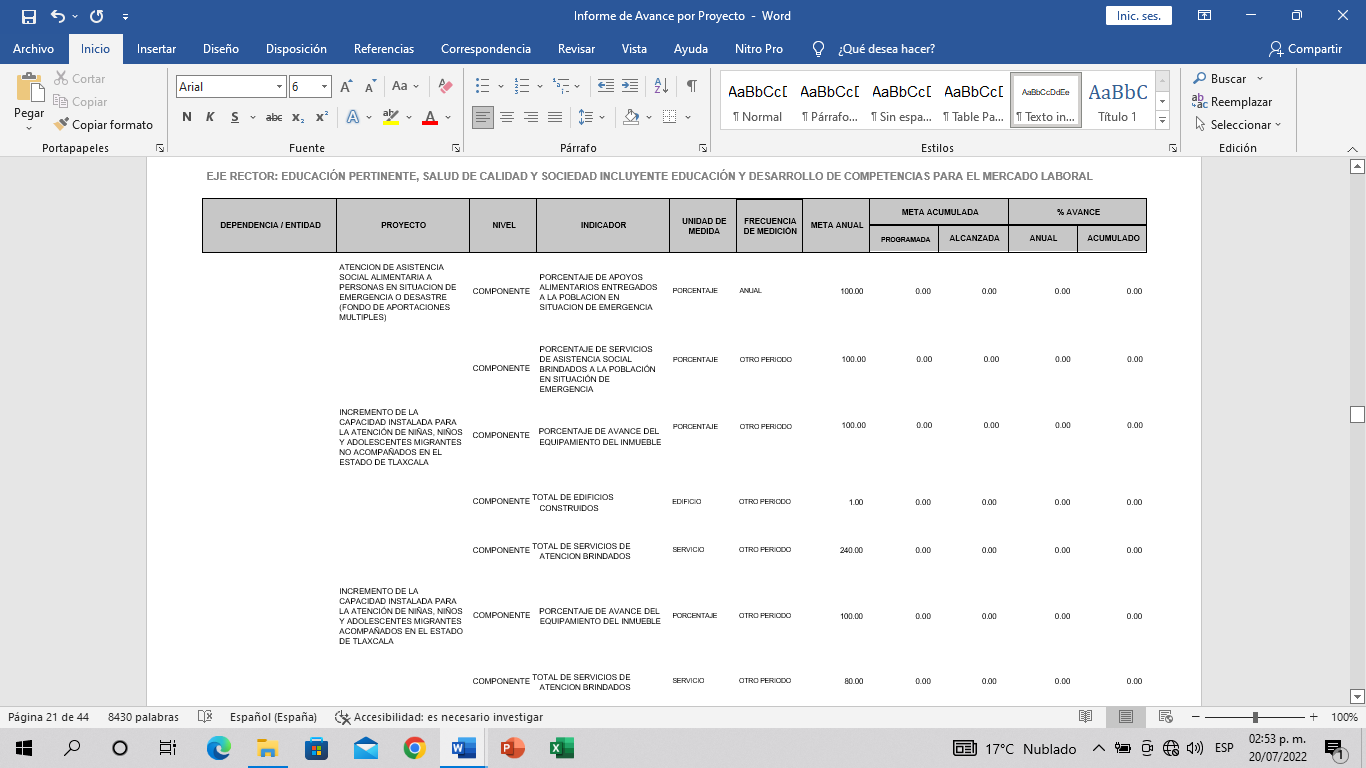 Informe de Avance por Proyecto - Word
Inic. ses.
Archivo Inicio Insertar Diseño Disposición Referencias Correspondencia Revisar Vista Ayuda Nitro Pro ¿Qué desea hacer? Compartir
Pegar
Cortar
Copiar
Copiar formato
Portapapeles
Arial 6
N K S abc x₂ x²
Fuente
Párrafo
AaBbCcD AaBbCcD AaBbCcD AaBbCcD AaBbCcDdEe AaBbC
¶ Normal ¶ Párrafo... ¶ Sin espa... ¶ Table Pa... ¶ Texto in... Título 1
Estilos
Buscar
Reemplazar
Seleccionar
Edición
EJE RECTOR: EDUCACIÓN PERTINENTE, SALUD DE CALIDAD Y SOCIEDAD INCLUYENTE EDUCACIÓN Y DESARROLLO DE COMPETENCIAS PARA EL MERCADO LABORAL
DEPENDENCIA / ENTIDAD
PROYECTO
NIVEL
INDICADOR
UNIDAD DE
MEDIDA
FRECUENCIA
DE MEDICIÓN
META ANUAL
META ACUMULADA
PROGRAMADA ALCANZADA
% AVANCE
ANUAL ACUMULADO
ATENCION DE ASISTENCIA
SOCIAL ALIMENTARIA A
PERSONAS EN SITUACION DE
EMERGENCIA O DESASTRE
(FONDO DE APORTACIONES
MULTIPLES)
COMPONENTE
PORCENTAJE DE APOYOS
ALIMENTARIOS ENTREGADOS
A LA POBLACION EN
SITUACION DE EMERGENCIA
PORCENTAJE ANUAL 100.00 0.00 0.00 0.00 0.00
COMPONENTE
PORCENTAJE DE SERVICIOS
DE ASISTENCIA SOCIAL
BRINDADOS A LA POBLACIÓN
EN SITUACIÓN DE
EMERGENCIA
PORCENTAJE OTRO PERIODO 100.00 0.00 0.00 0.00 0.00
INCREMENTO DE LA
CAPACIDAD INSTALADA PARA
LA ATENCIÓN DE NIÑAS, NIÑOS
Y ADOLESCENTES MIGRANTES
NO ACOMPAÑADOS EN EL
ESTADO DE TLAXCALA
COMPONENTE
PORCENTAJE DE AVANCE DEL
EQUIPAMIENTO DEL INMUEBLE
PORCENTAJE OTRO PERIODO 100.00 0.00 0.00 0.00 0.00
COMPONENTE
TOTAL DE EDIFICIOS
CONSTRUIDOS
EDIFICIO OTRO PERIODO 1.00 0.00 0.00 0.00 0.00
COMPONENTE
TOTAL DE SERVICIOS DE
ATENCION BRINDADOS
SERVICIO OTRO PERIODO 240.00 0.00 0.00 0.00 0.00
INCREMENTO DE LA
CAPACIDAD INSTALADA PARA
LA ATENCIÓN DE NIÑAS, NIÑOS
Y ADOLESCENTES MIGRANTES
ACOMPAÑADOS EN EL ESTADO
DE TLAXCALA
COMPONENTE
PORCENTAJE DE AVANCE DEL
EQUIPAMIENTO DEL INMUEBLE
PORCENTAJE OTRO PERIODO 100.00 0.00 0.00 0.00 0.00
COMPONENTE
TOTAL DE SERVICIOS DE
ATENCION BRINDADOS
SERVICIO OTRO PERIODO 80.00 0.00 0.00 0.00 0.00
Página 21 de 44 8430 palabras Español (España) Accesibilidad: es necesario investigar 100%
17°C Nublado ESP
02:53 p. m.
20/07/2022